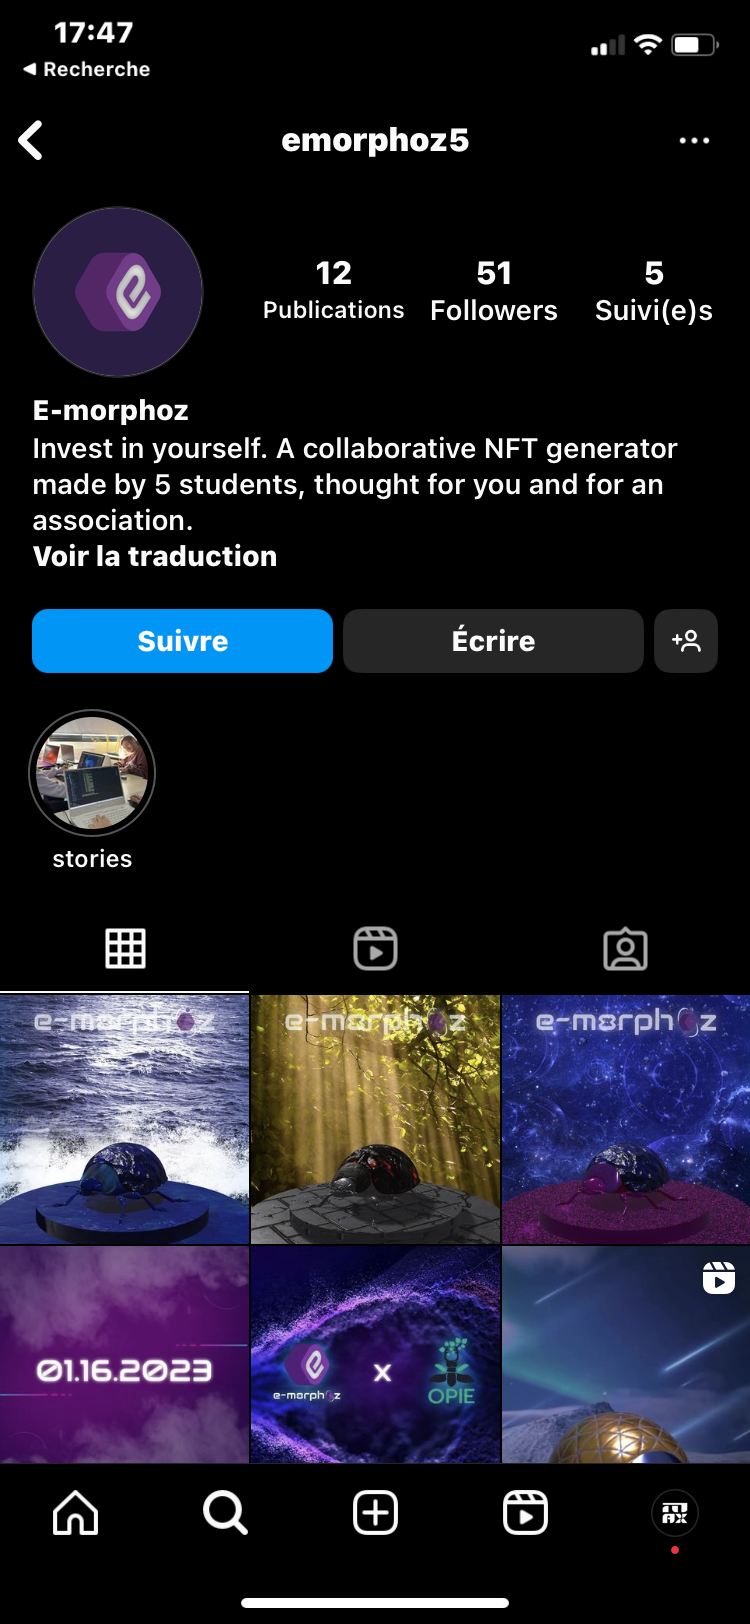 17:47
◀ Recherche
emorphoz5
12
Publications
51
Followers
5
Suivi(e)s
E-morphoz
Invest in yourself. A collaborative NFT generator
made by 5 students, thought for you and for an
association.
Voir la traduction
Suivre
Écrire
stories
e-morphoz
e-morphoz
e-morphoz
01.16.2023
e-morphoz
x
OPIE
MAX